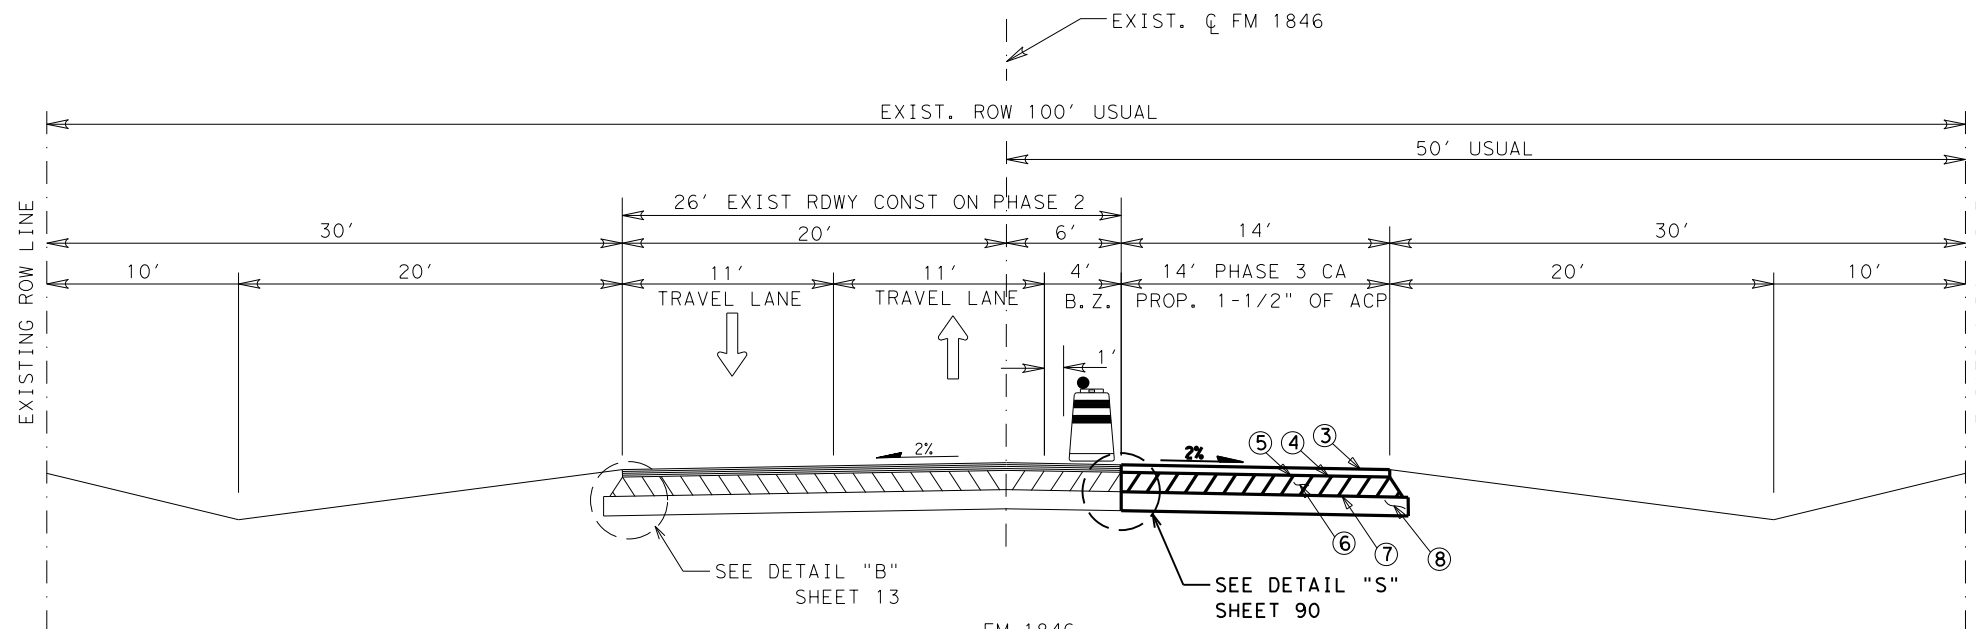 EXIST. ℄ FM 1846
EXIST. ROW 100' USUAL
50' USUAL
26' EXIST RDWY CONST ON PHASE 2
30' 20' 6' 14' 30'
10' 20' 11' 11' 4' 14' PHASE 3 CA 20' 10'
TRAVEL LANE TRAVEL LANE B.Z. PROP. 1-1/2" OF ACP
EXISTING ROW LINE
1'
2% 2% 5 4 3
6 7 8
SEE DETAIL "B"
SHEET 13
SEE DETAIL "S"
SHEET 90
FM 1846